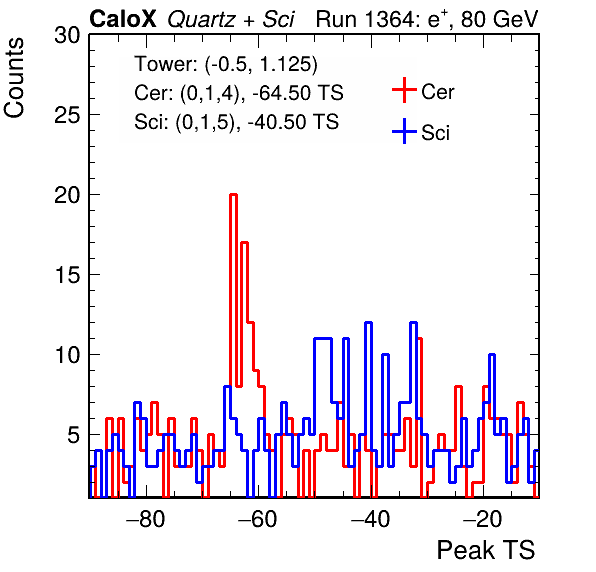 CaloX Quartz + Sci Run 1364: e⁺, 80 GeV
Counts
30
25
20
15
10
5
Tower: (-0.5, 1.125)
Cer: (0,1,4), -64.50 TS
Sci: (0,1,5), -40.50 TS
Cer
Sci
−80 −60 −40 −20
Peak TS